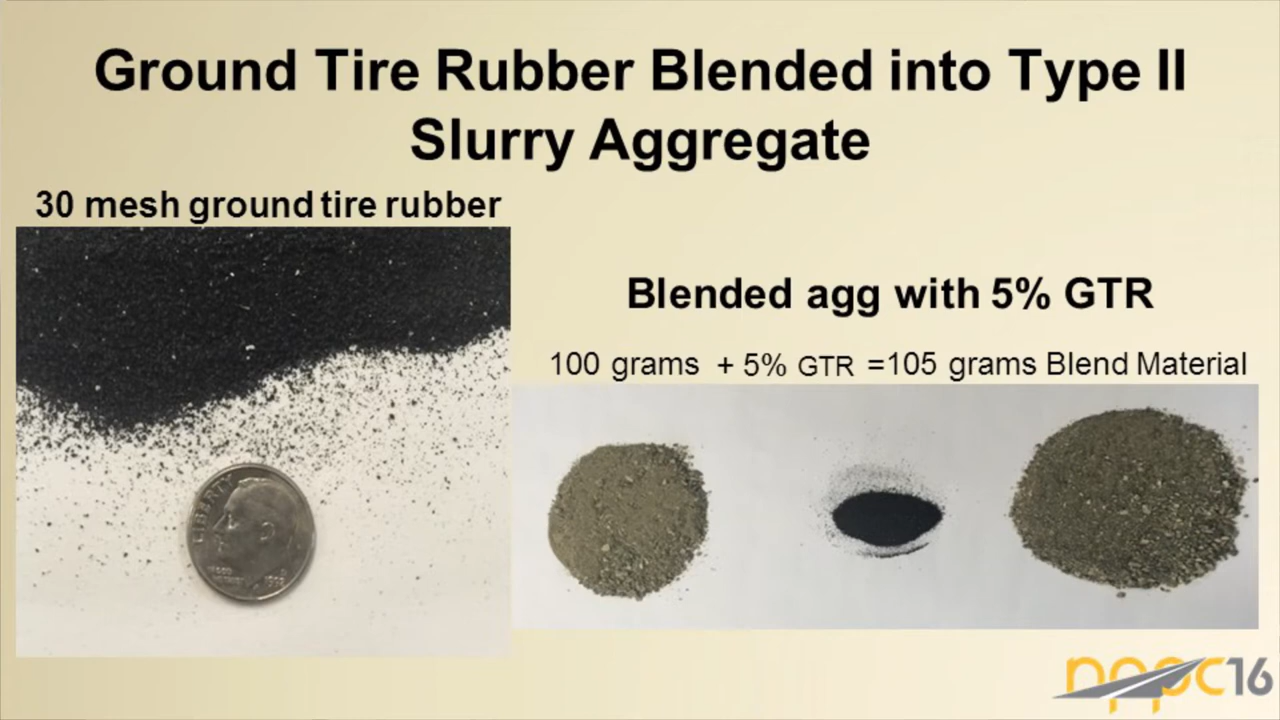 Ground Tire Rubber Blended into Type II
Slurry Aggregate
30 mesh ground tire rubber
Blended agg with 5% GTR
100 grams + 5% GTR =105 grams Blend Material
LIBERTY
nppc16